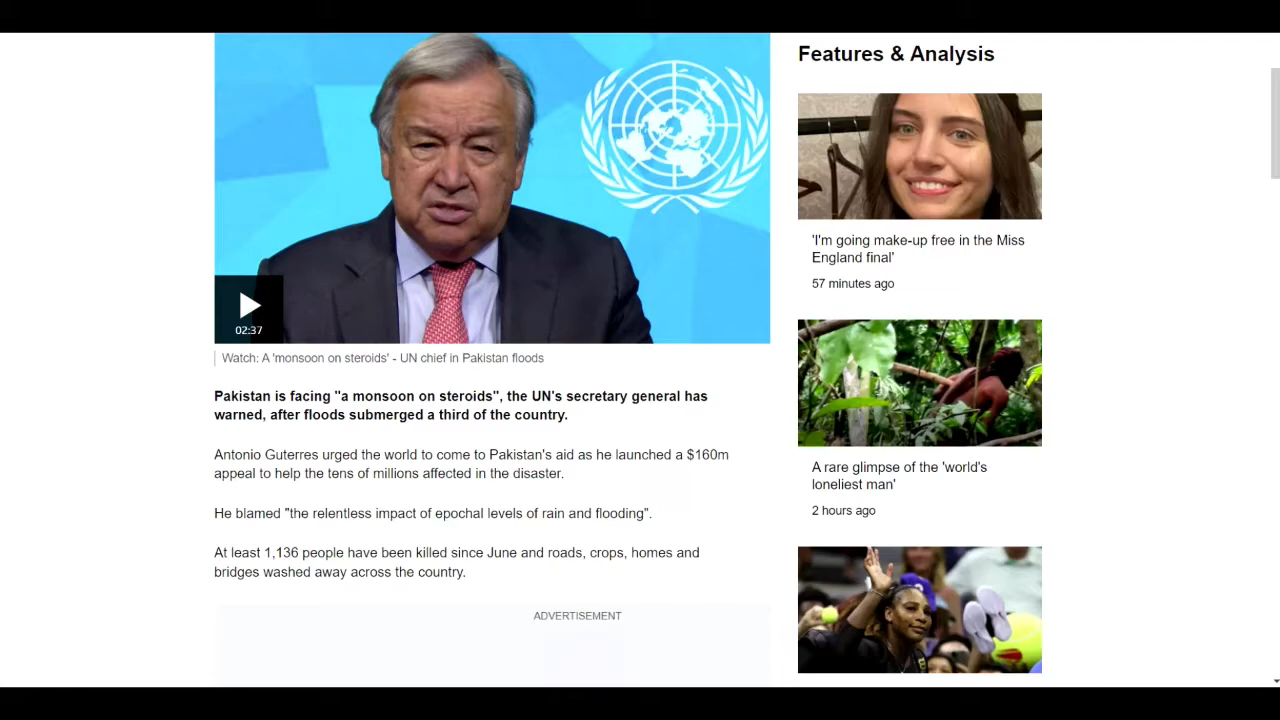 02:37
Watch: A 'monsoon on steroids' - UN chief in Pakistan floods
Pakistan is facing "a monsoon on steroids", the UN's secretary general has
warned, after floods submerged a third of the country.
Antonio Guterres urged the world to come to Pakistan's aid as he launched a $160m
appeal to help the tens of millions affected in the disaster.
He blamed "the relentless impact of epochal levels of rain and flooding".
At least 1,136 people have been killed since June and roads, crops, homes and
bridges washed away across the country.
ADVERTISEMENT
Features & Analysis
'I'm going make-up free in the Miss
England final'
57 minutes ago
A rare glimpse of the 'world's
loneliest man'
2 hours ago